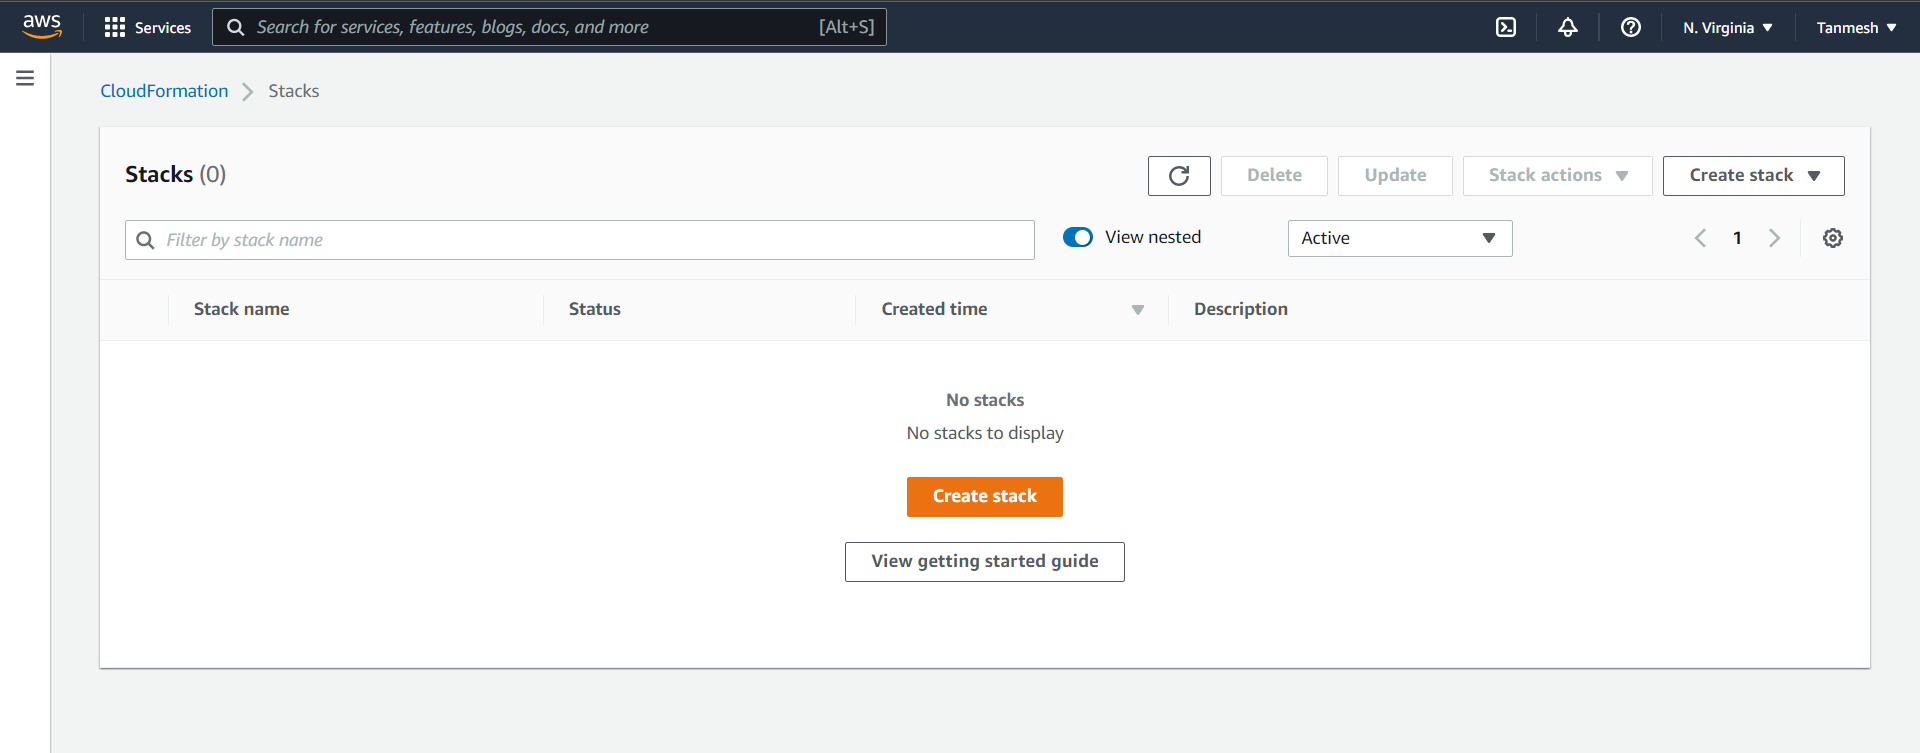 aws Services Search for services, features, blogs, docs, and more [Alt+S] N. Virginia Tanmesh
CloudFormation Stacks
Stacks (0) Delete Update Stack actions Create stack
Filter by stack name View nested Active 1
Stack name Status Created time Description
No stacks
No stacks to display
Create stack
View getting started guide